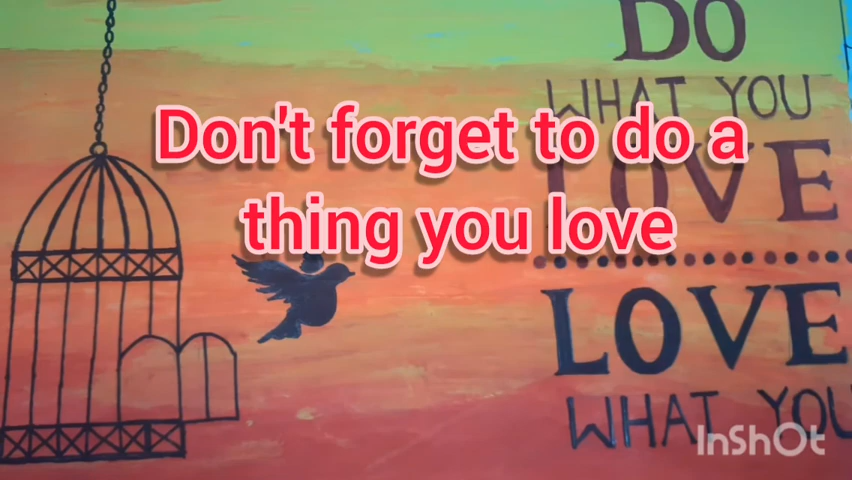 DO
WHAT YOU
LOVE
Don't forget to do a
thing you love
LOVE
WHAT YOU
InShOt